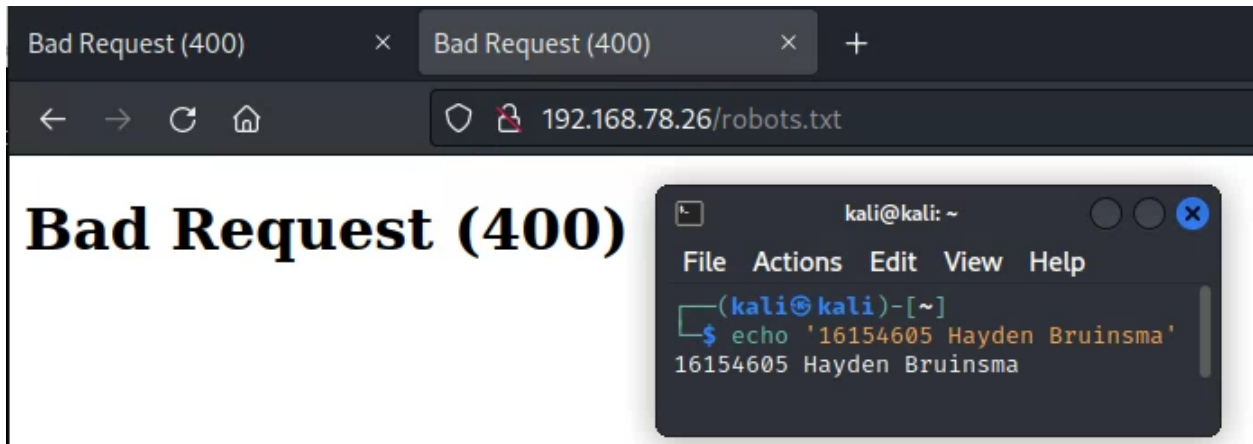 Bad Request (400) × Bad Request (400) × +
192.168.78.26/robots.txt
Bad Request (400)
kali@kali: ~
File Actions Edit View Help
┌──(kali㉿kali)-[~]
└─$ echo '16154605 Hayden Bruinsma'
16154605 Hayden Bruinsma